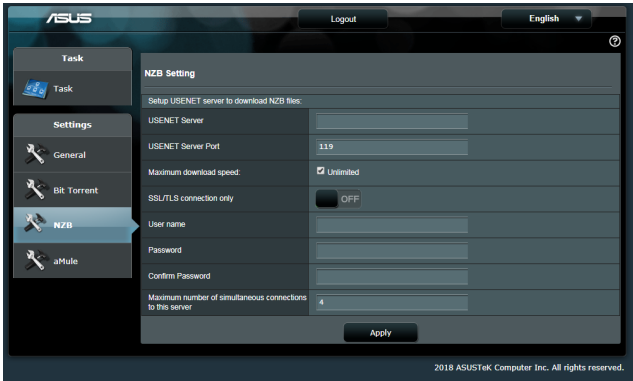 ASUS
Logout
English
Task
Task
Settings
General
Bit Torrent
NZB
aMule
NZB Setting
Setup USENET server to download NZB files:
USENET Server
USENET Server Port
119
Maximum download speed:
Unlimited
SSL/TLS connection only
OFF
User name
Password
Confirm Password
Maximum number of simultaneous connections
to this server
4
Apply
2018 ASUSTeK Computer Inc. All rights reserved.